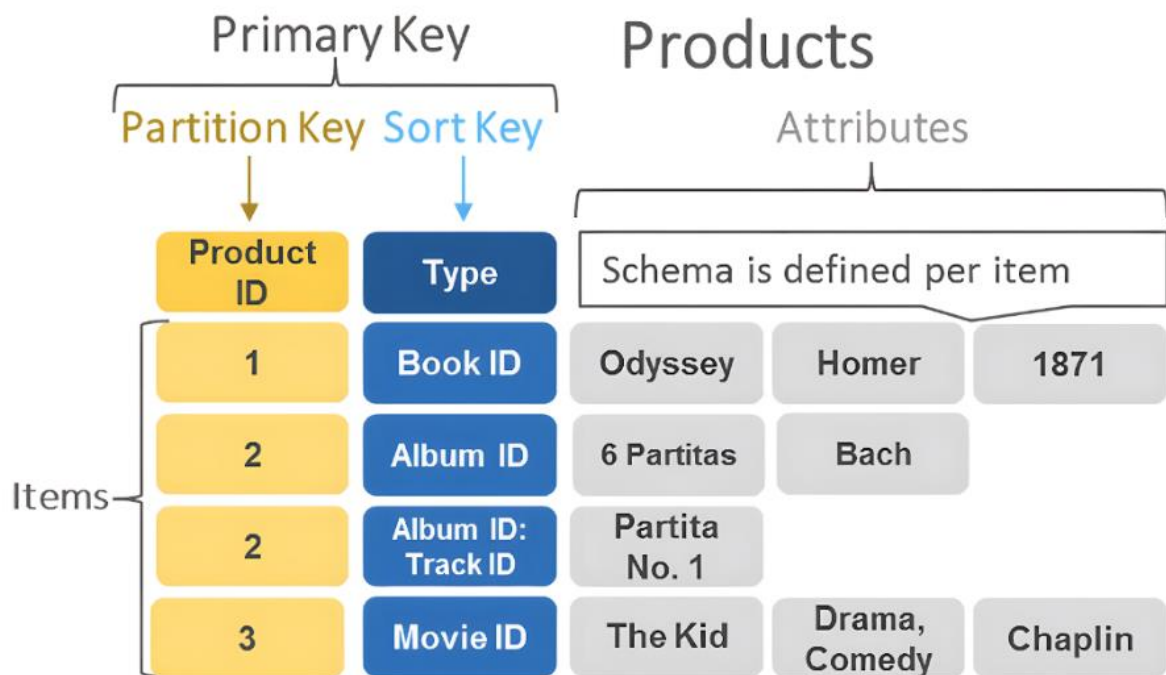 Primary Key
Products
Partition Key
Sort Key
Attributes
Product
ID
Type
Schema is defined per item
Items
1
Book ID
Odyssey
Homer
1871
2
Album ID
6 Partitas
Bach
2
Album ID:
Track ID
Partita
No. 1
3
Movie ID
The Kid
Drama,
Comedy
Chaplin